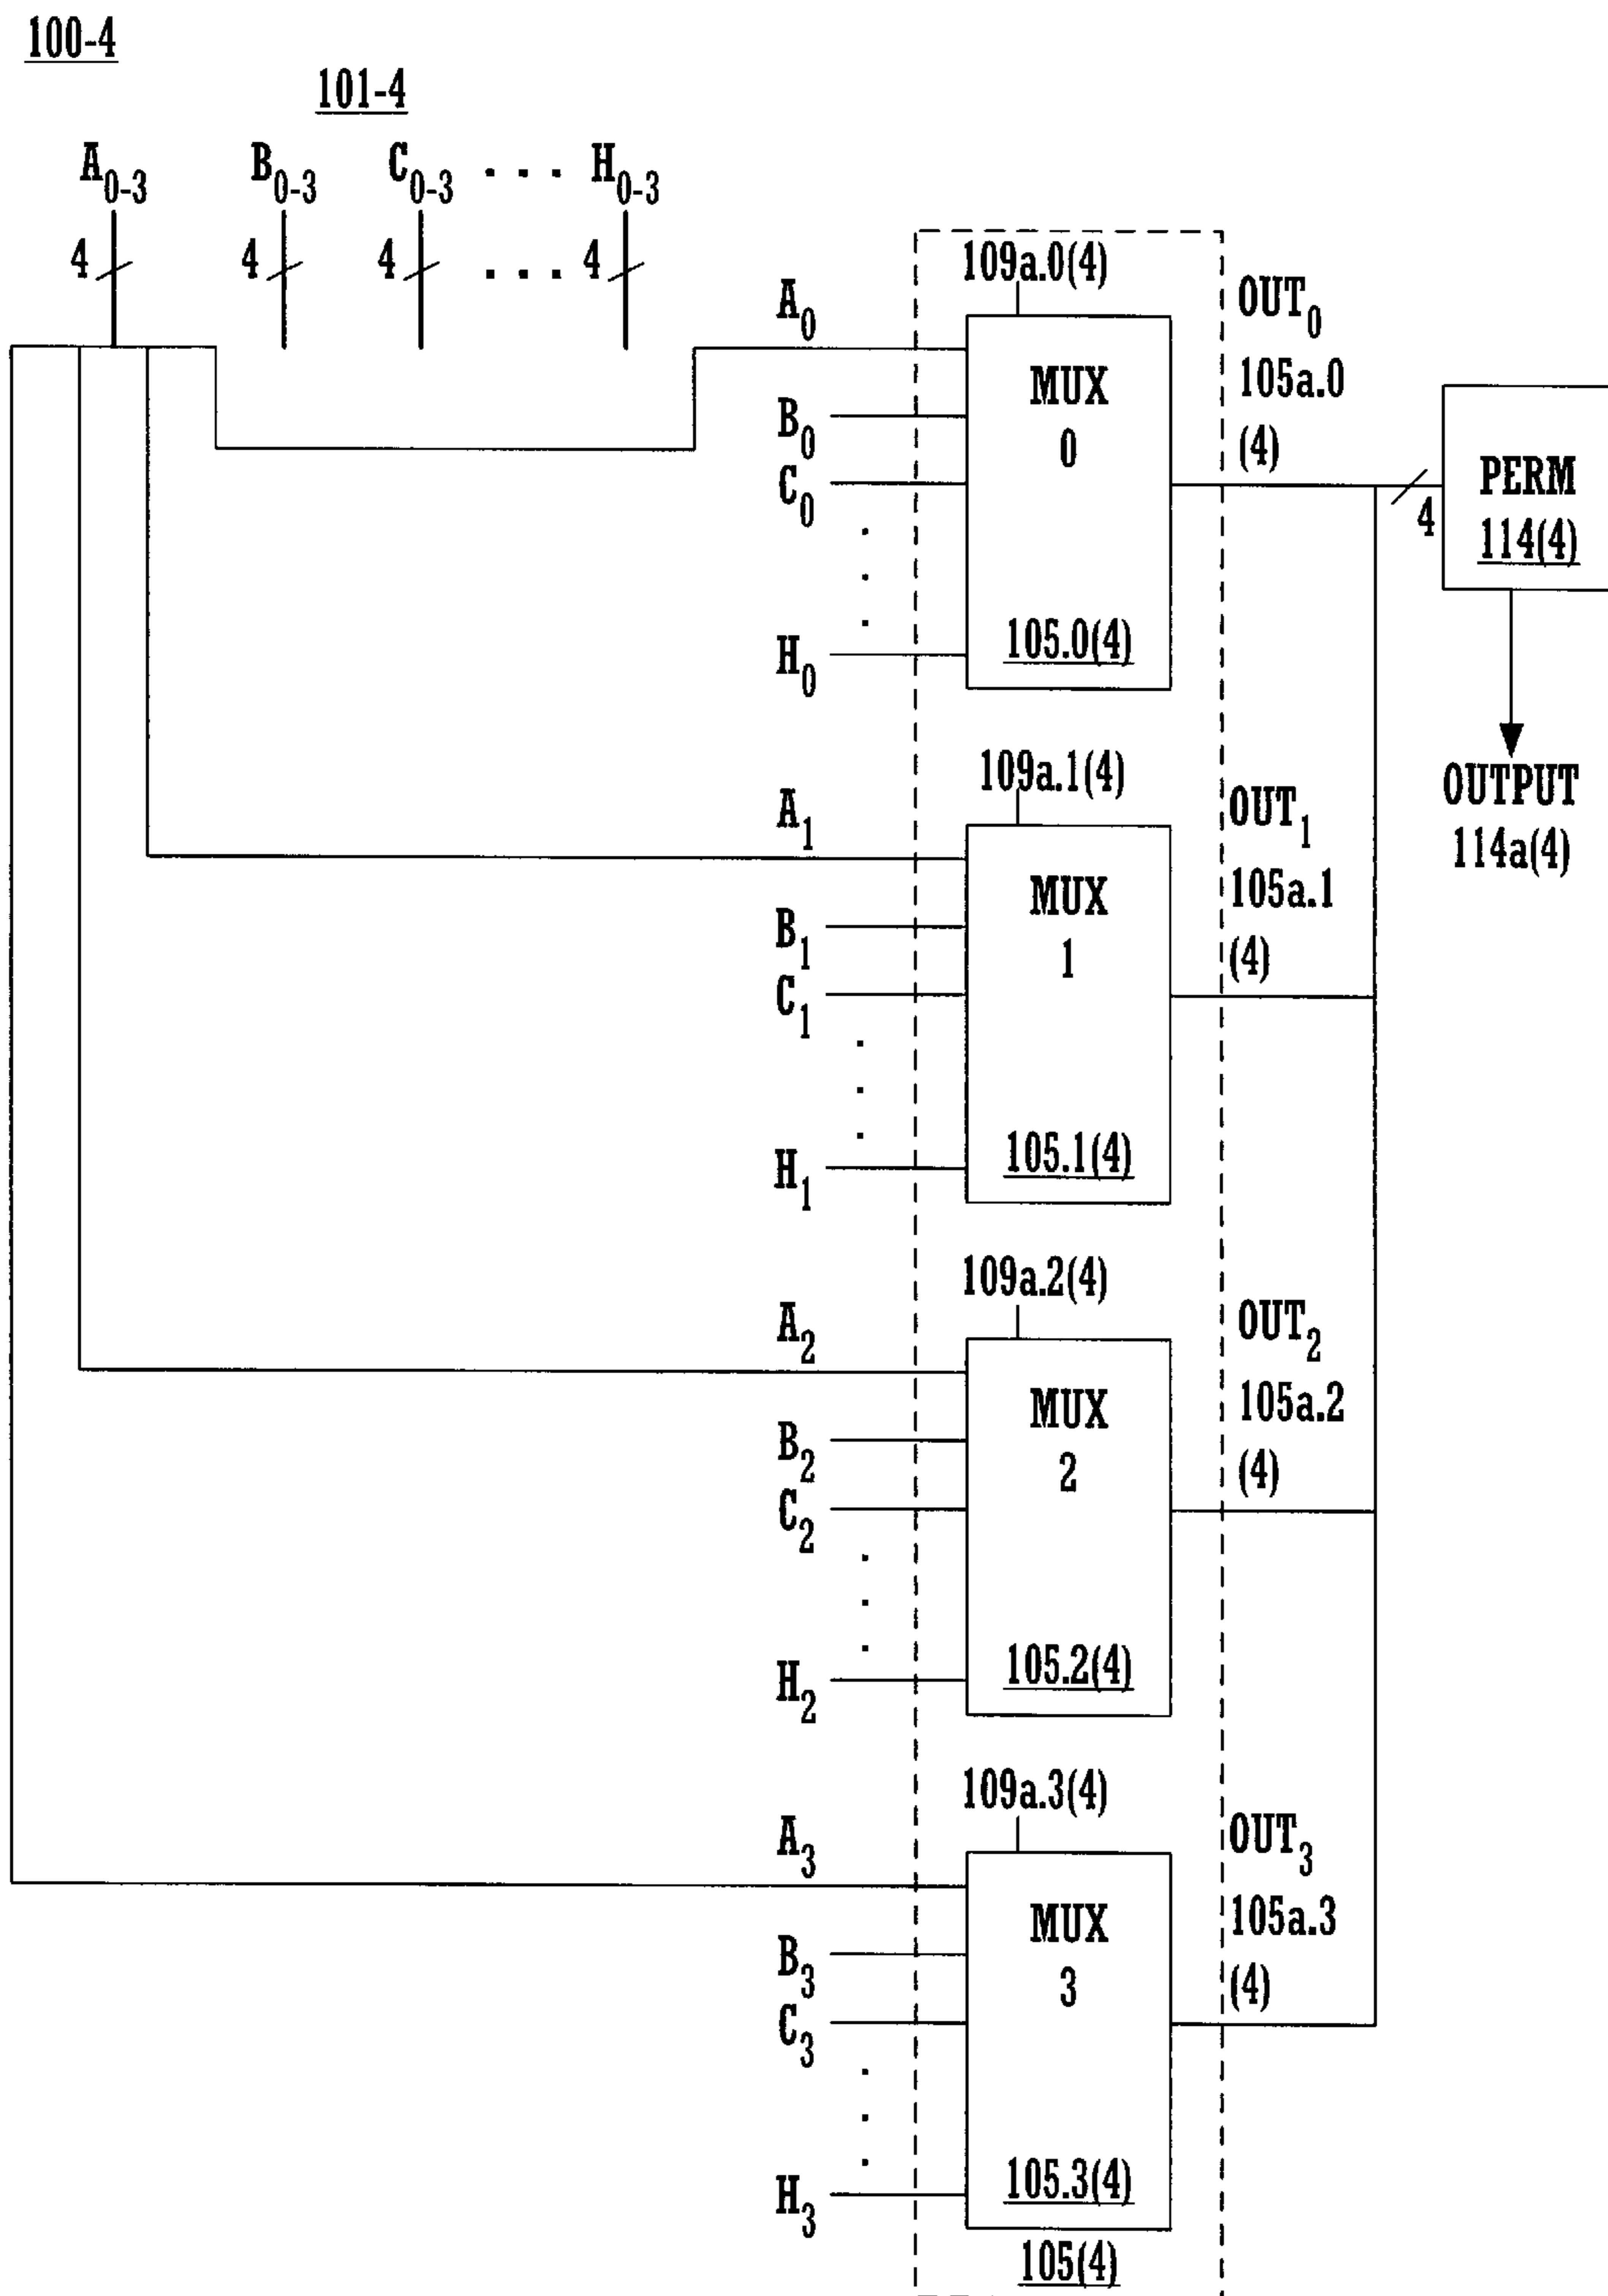 100-4
101-4
A0-3 B0-3 C0-3 . . . H0-3
4 4 4 . . . 4
109a.0(4)
A0
B0
C0
.
.
.
H0
MUX
0
105.0(4)
OUT0
105a.0
(4)
4
PERM
114(4)
OUTPUT
114a(4)
109a.1(4)
A1
B1
C1
.
.
.
H1
MUX
1
105.1(4)
OUT1
105a.1
(4)
109a.2(4)
A2
B2
C2
.
.
.
H2
MUX
2
105.2(4)
OUT2
105a.2
(4)
109a.3(4)
A3
B3
C3
.
.
.
H3
MUX
3
105.3(4)
OUT3
105a.3
(4)
105(4)